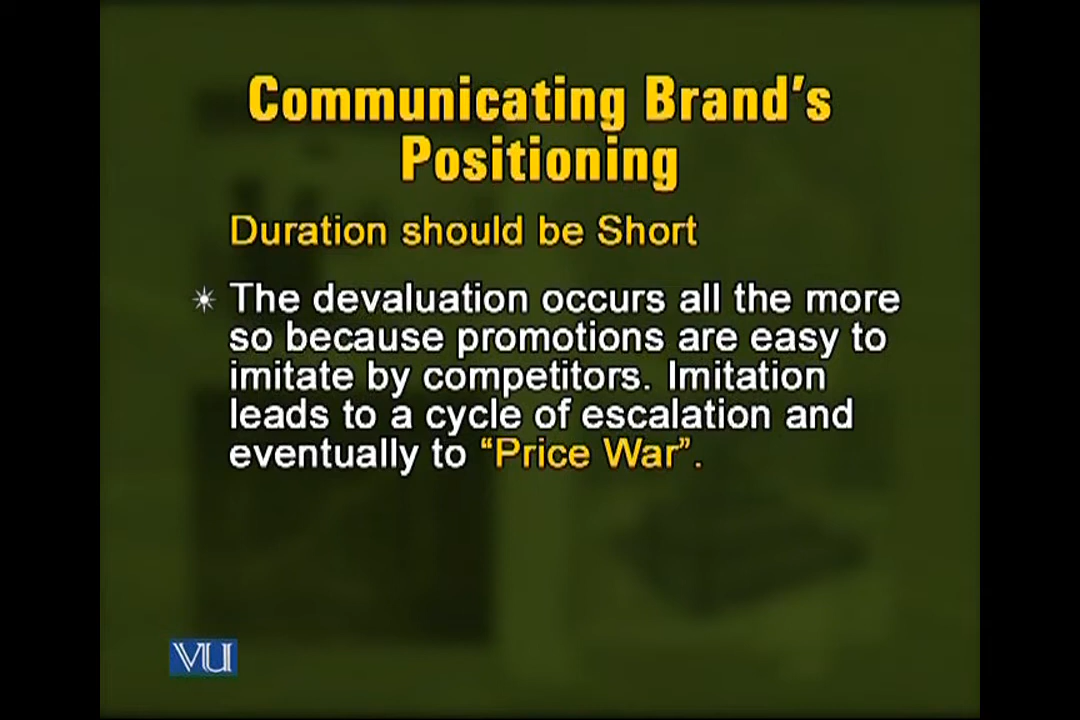 Communicating Brand's
Positioning
Duration should be Short
The devaluation occurs all the more
so because promotions are easy to
imitate by competitors. Imitation
leads to a cycle of escalation and
eventually to “Price War”.
VU